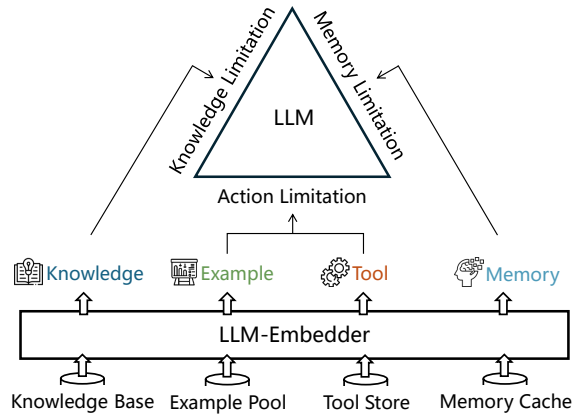 Knowledge Limitation
Memory Limitation
LLM
Action Limitation
Knowledge
Example
Tool
Memory
LLM-Embedder
Knowledge Base
Example Pool
Tool Store
Memory Cache